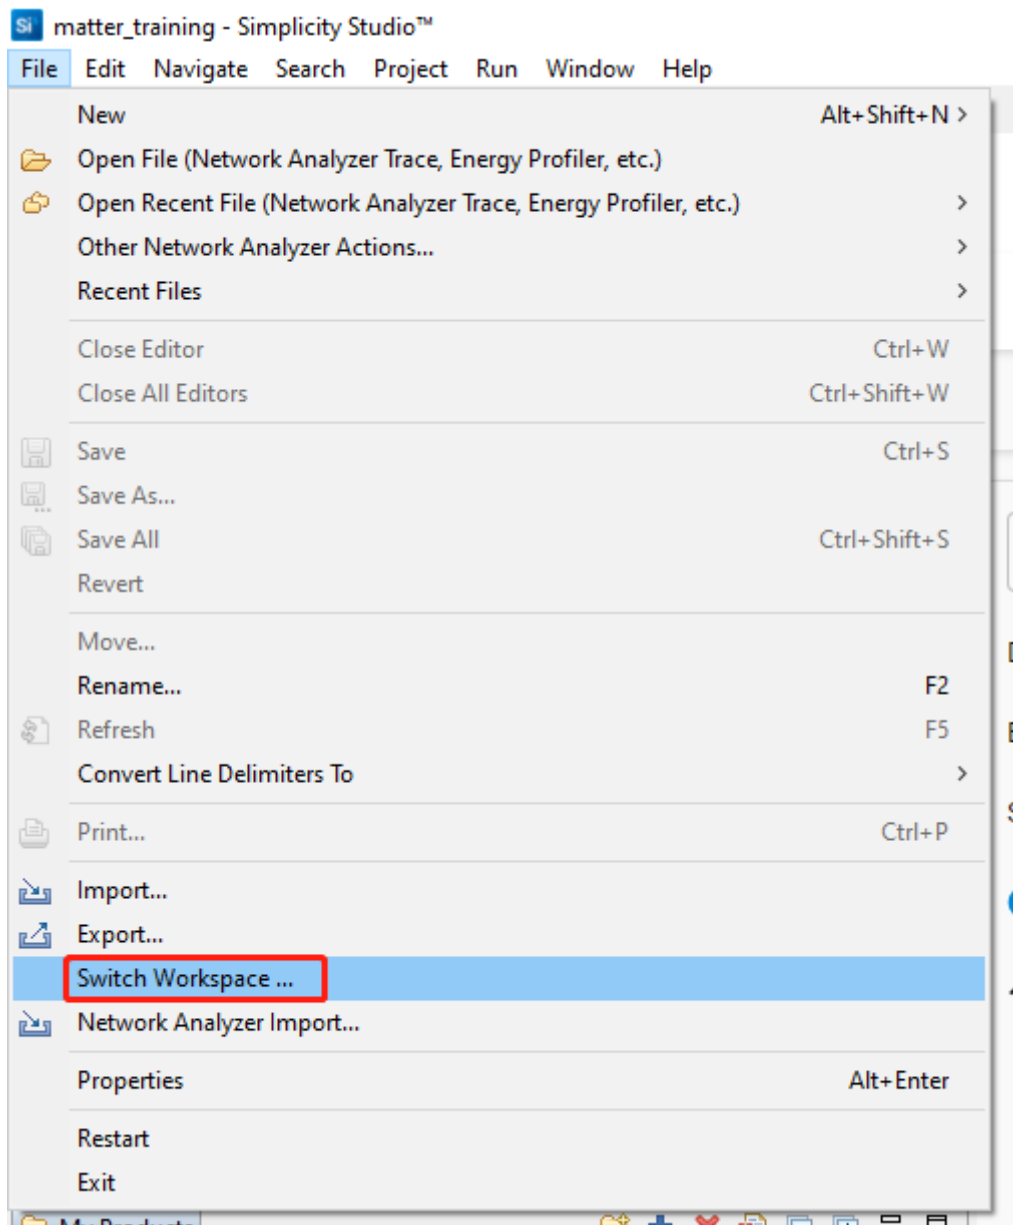 Si matter_training - Simplicity Studio™
File Edit Navigate Search Project Run Window Help
New Alt+Shift+N >
Open File (Network Analyzer Trace, Energy Profiler, etc.)
Open Recent File (Network Analyzer Trace, Energy Profiler, etc.) >
Other Network Analyzer Actions... >
Recent Files >
Close Editor Ctrl+W
Close All Editors Ctrl+Shift+W
Save Ctrl+S
Save As...
Save All Ctrl+Shift+S
Revert
Move...
Rename... F2
Refresh F5
Convert Line Delimiters To >
Print... Ctrl+P
Import...
Export...
Switch Workspace ...
Network Analyzer Import...
Properties Alt+Enter
Restart
Exit
My Products